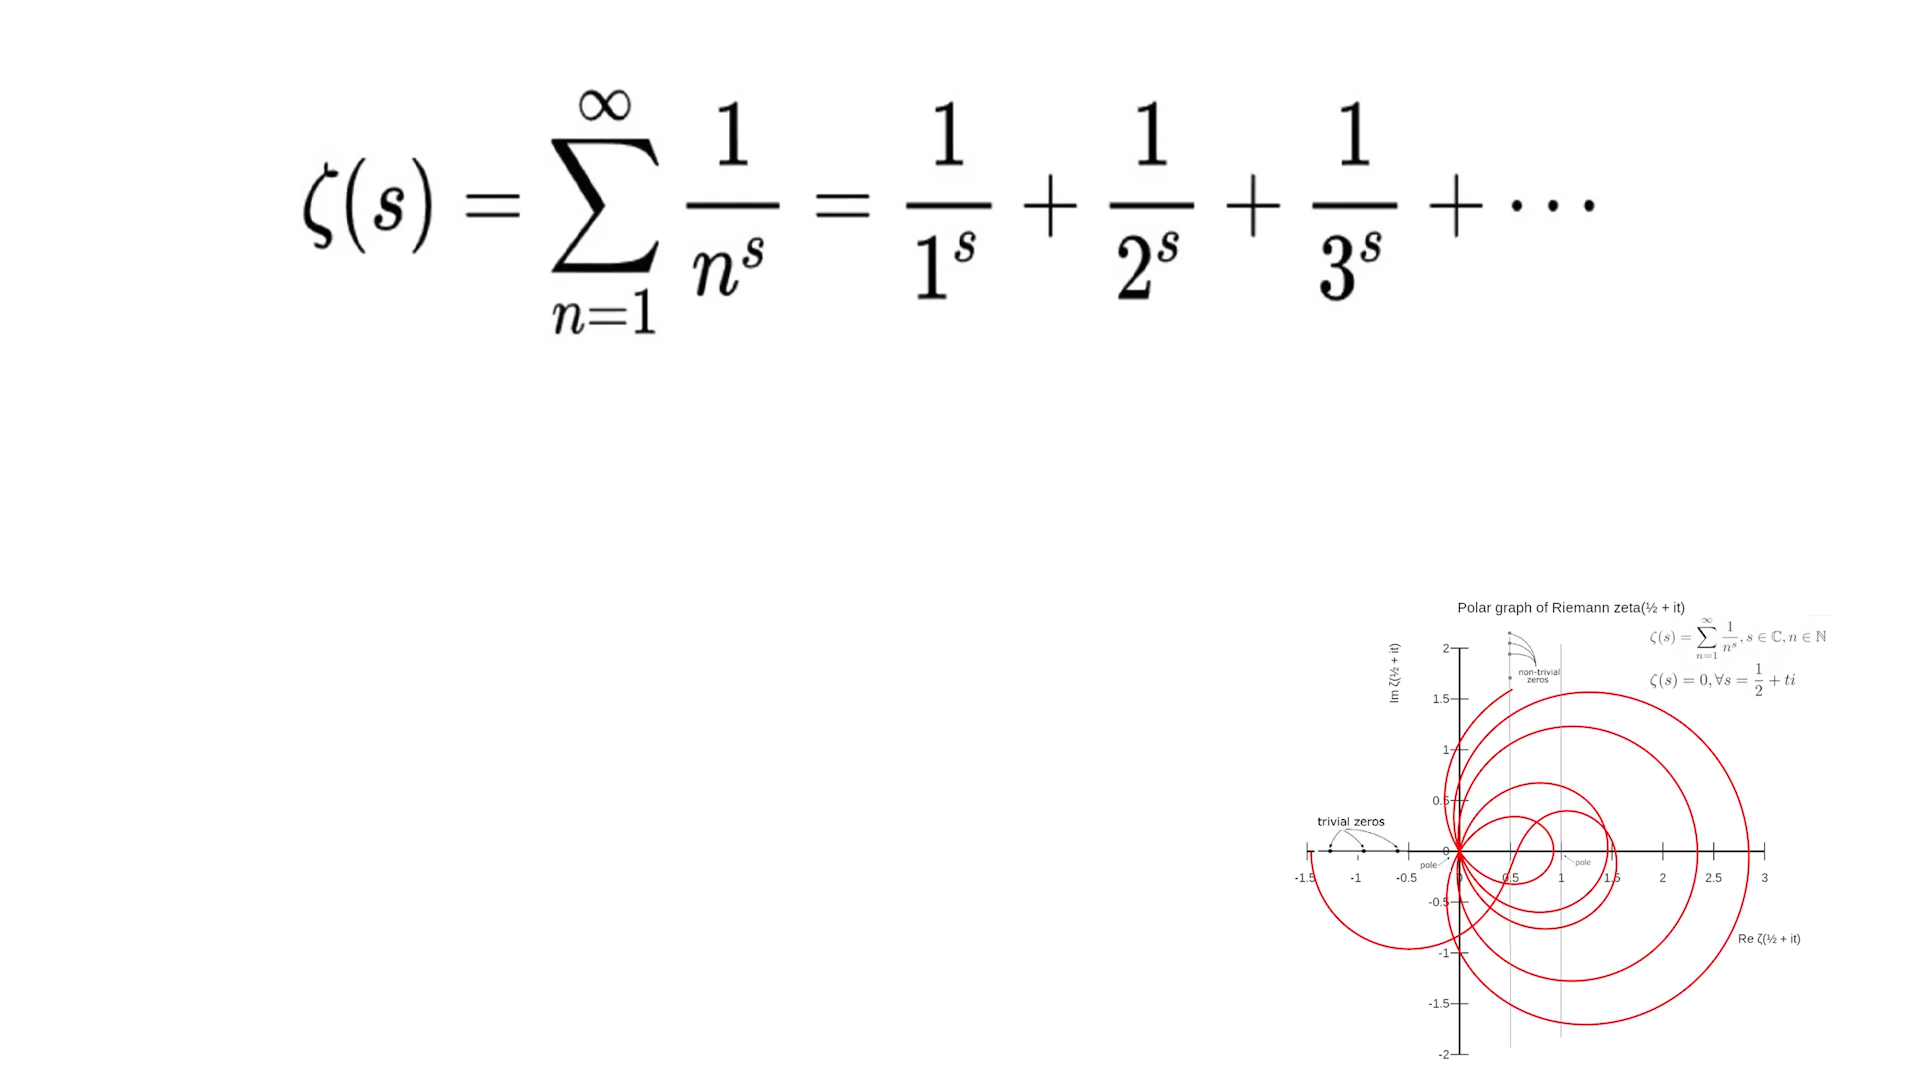 ζ(s) = ∑_{n=1}^{∞} 1/n^s = 1/1^s + 1/2^s + 1/3^s + ···
Polar graph of Riemann zeta(½ + it)
ζ(s) = ∑_{n=1}^{∞} 1/n^s, s ∈ ℂ, n ∈ ℕ
ζ(s) = 0, ∀s = 1/2 + ti
Im ζ(½ + it)
non-trivial
zeros
2
1.5
1
0.5
0
-0.5
-1
-1.5
-2
trivial zeros
pole
pole
-1.5 -1 -0.5 0 0.5 1 1.5 2 2.5 3
Re ζ(½ + it)